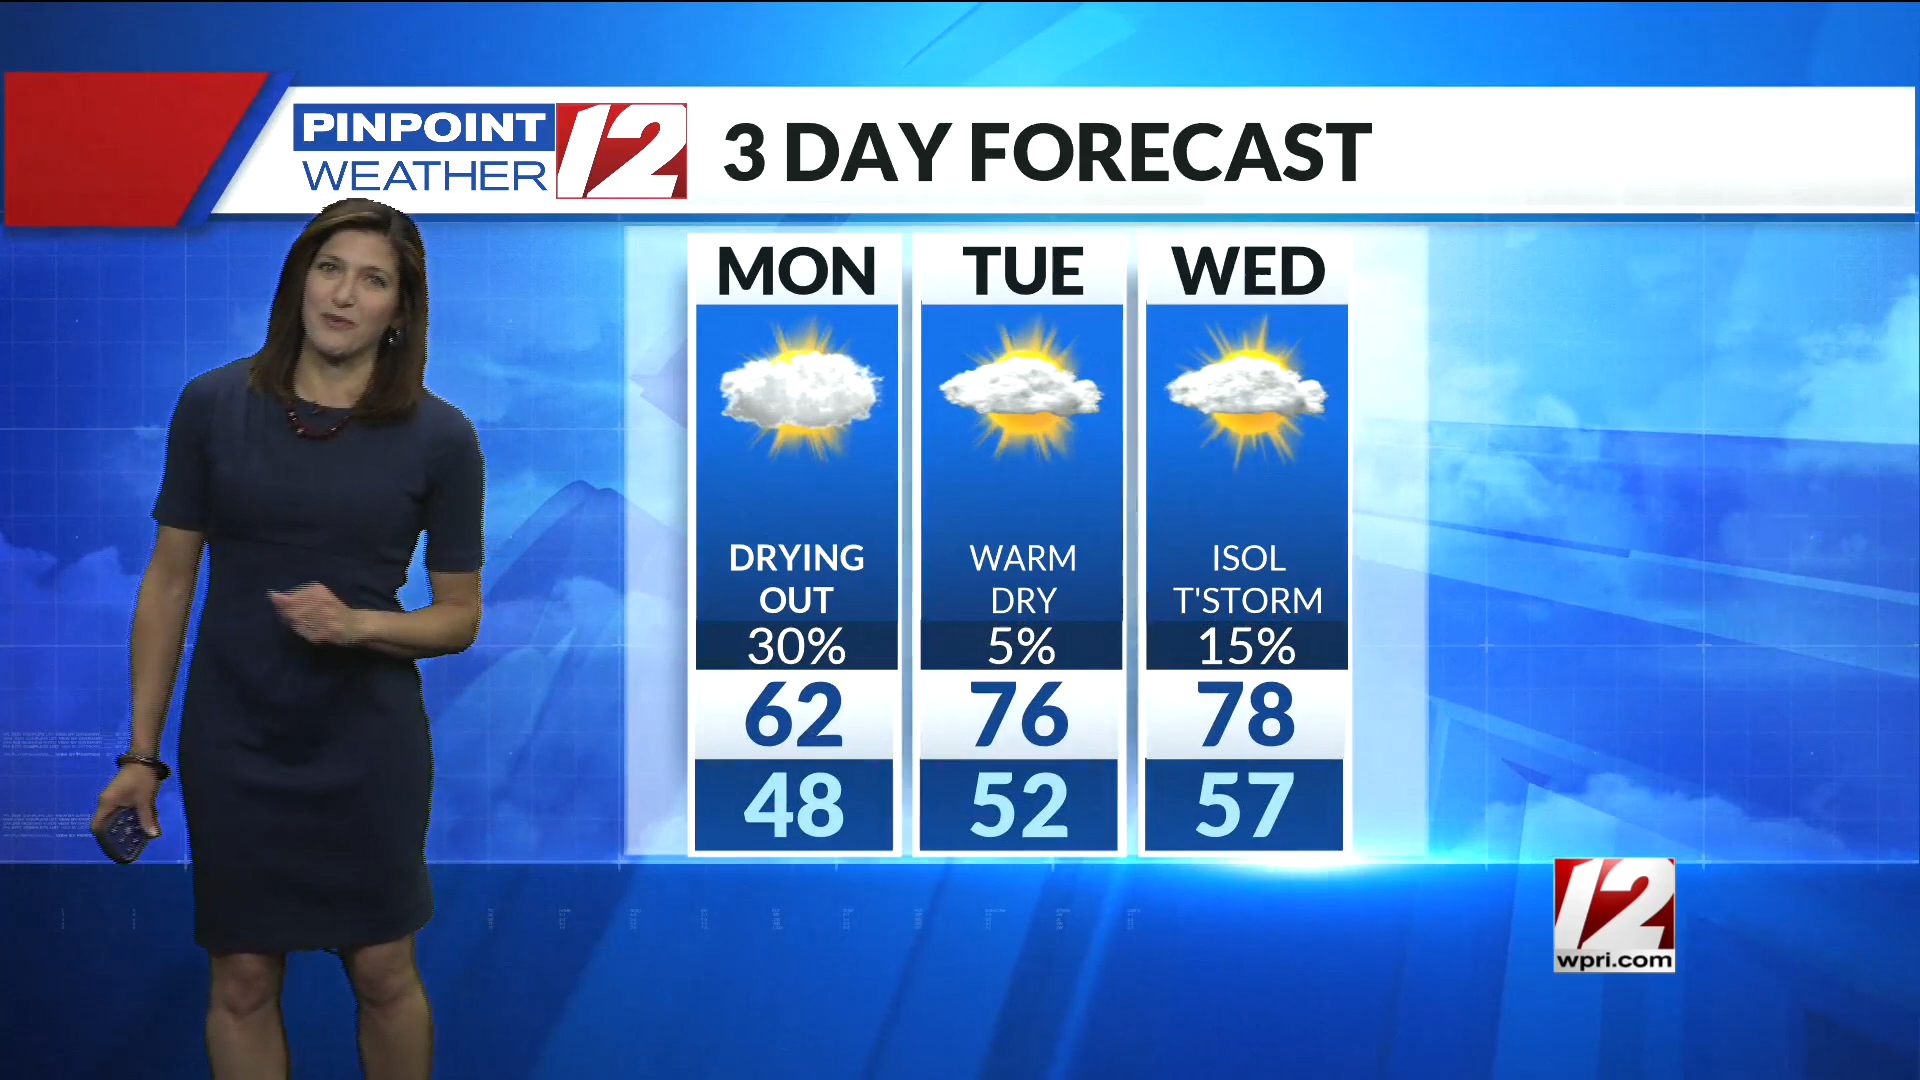 PINPOINT
WEATHER
12
3 DAY FORECAST
MON
TUE
WED
DRYING
OUT
30%
62
48
WARM
DRY
5%
76
52
ISOL
T'STORM
15%
78
57
12
wpri.com